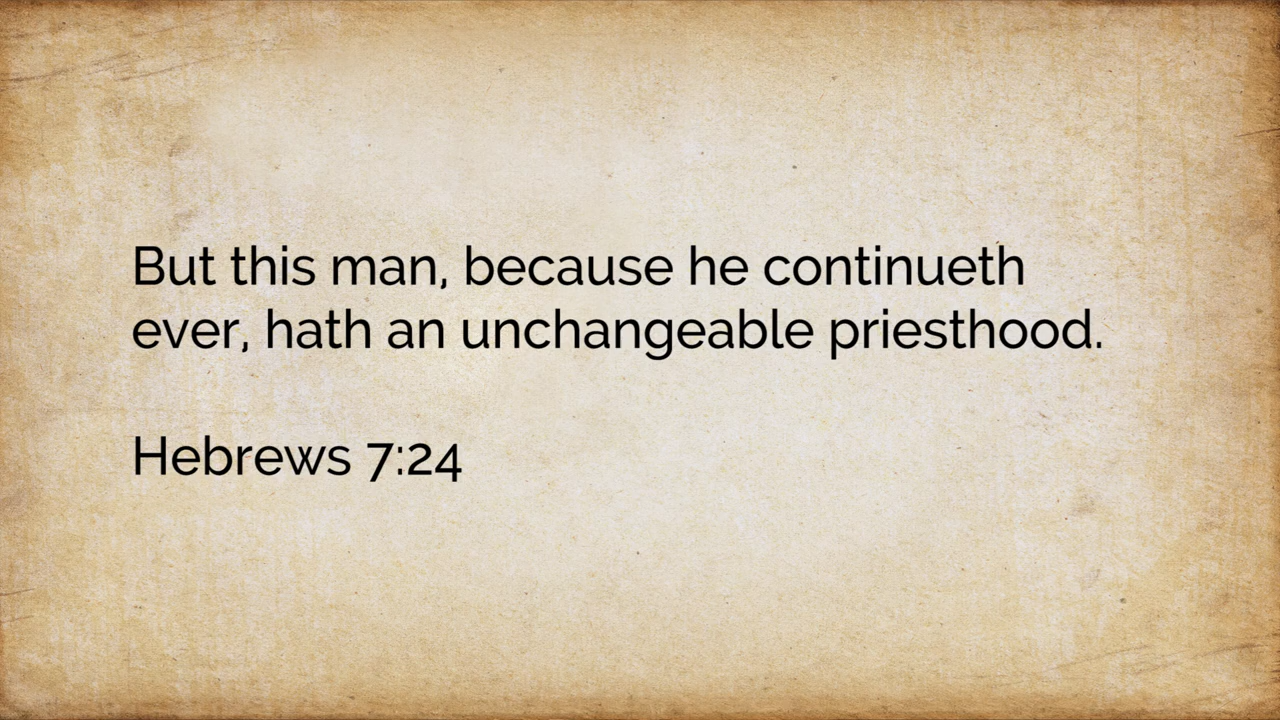 But this man, because he continueth
ever, hath an unchangeable priesthood.
Hebrews 7:24